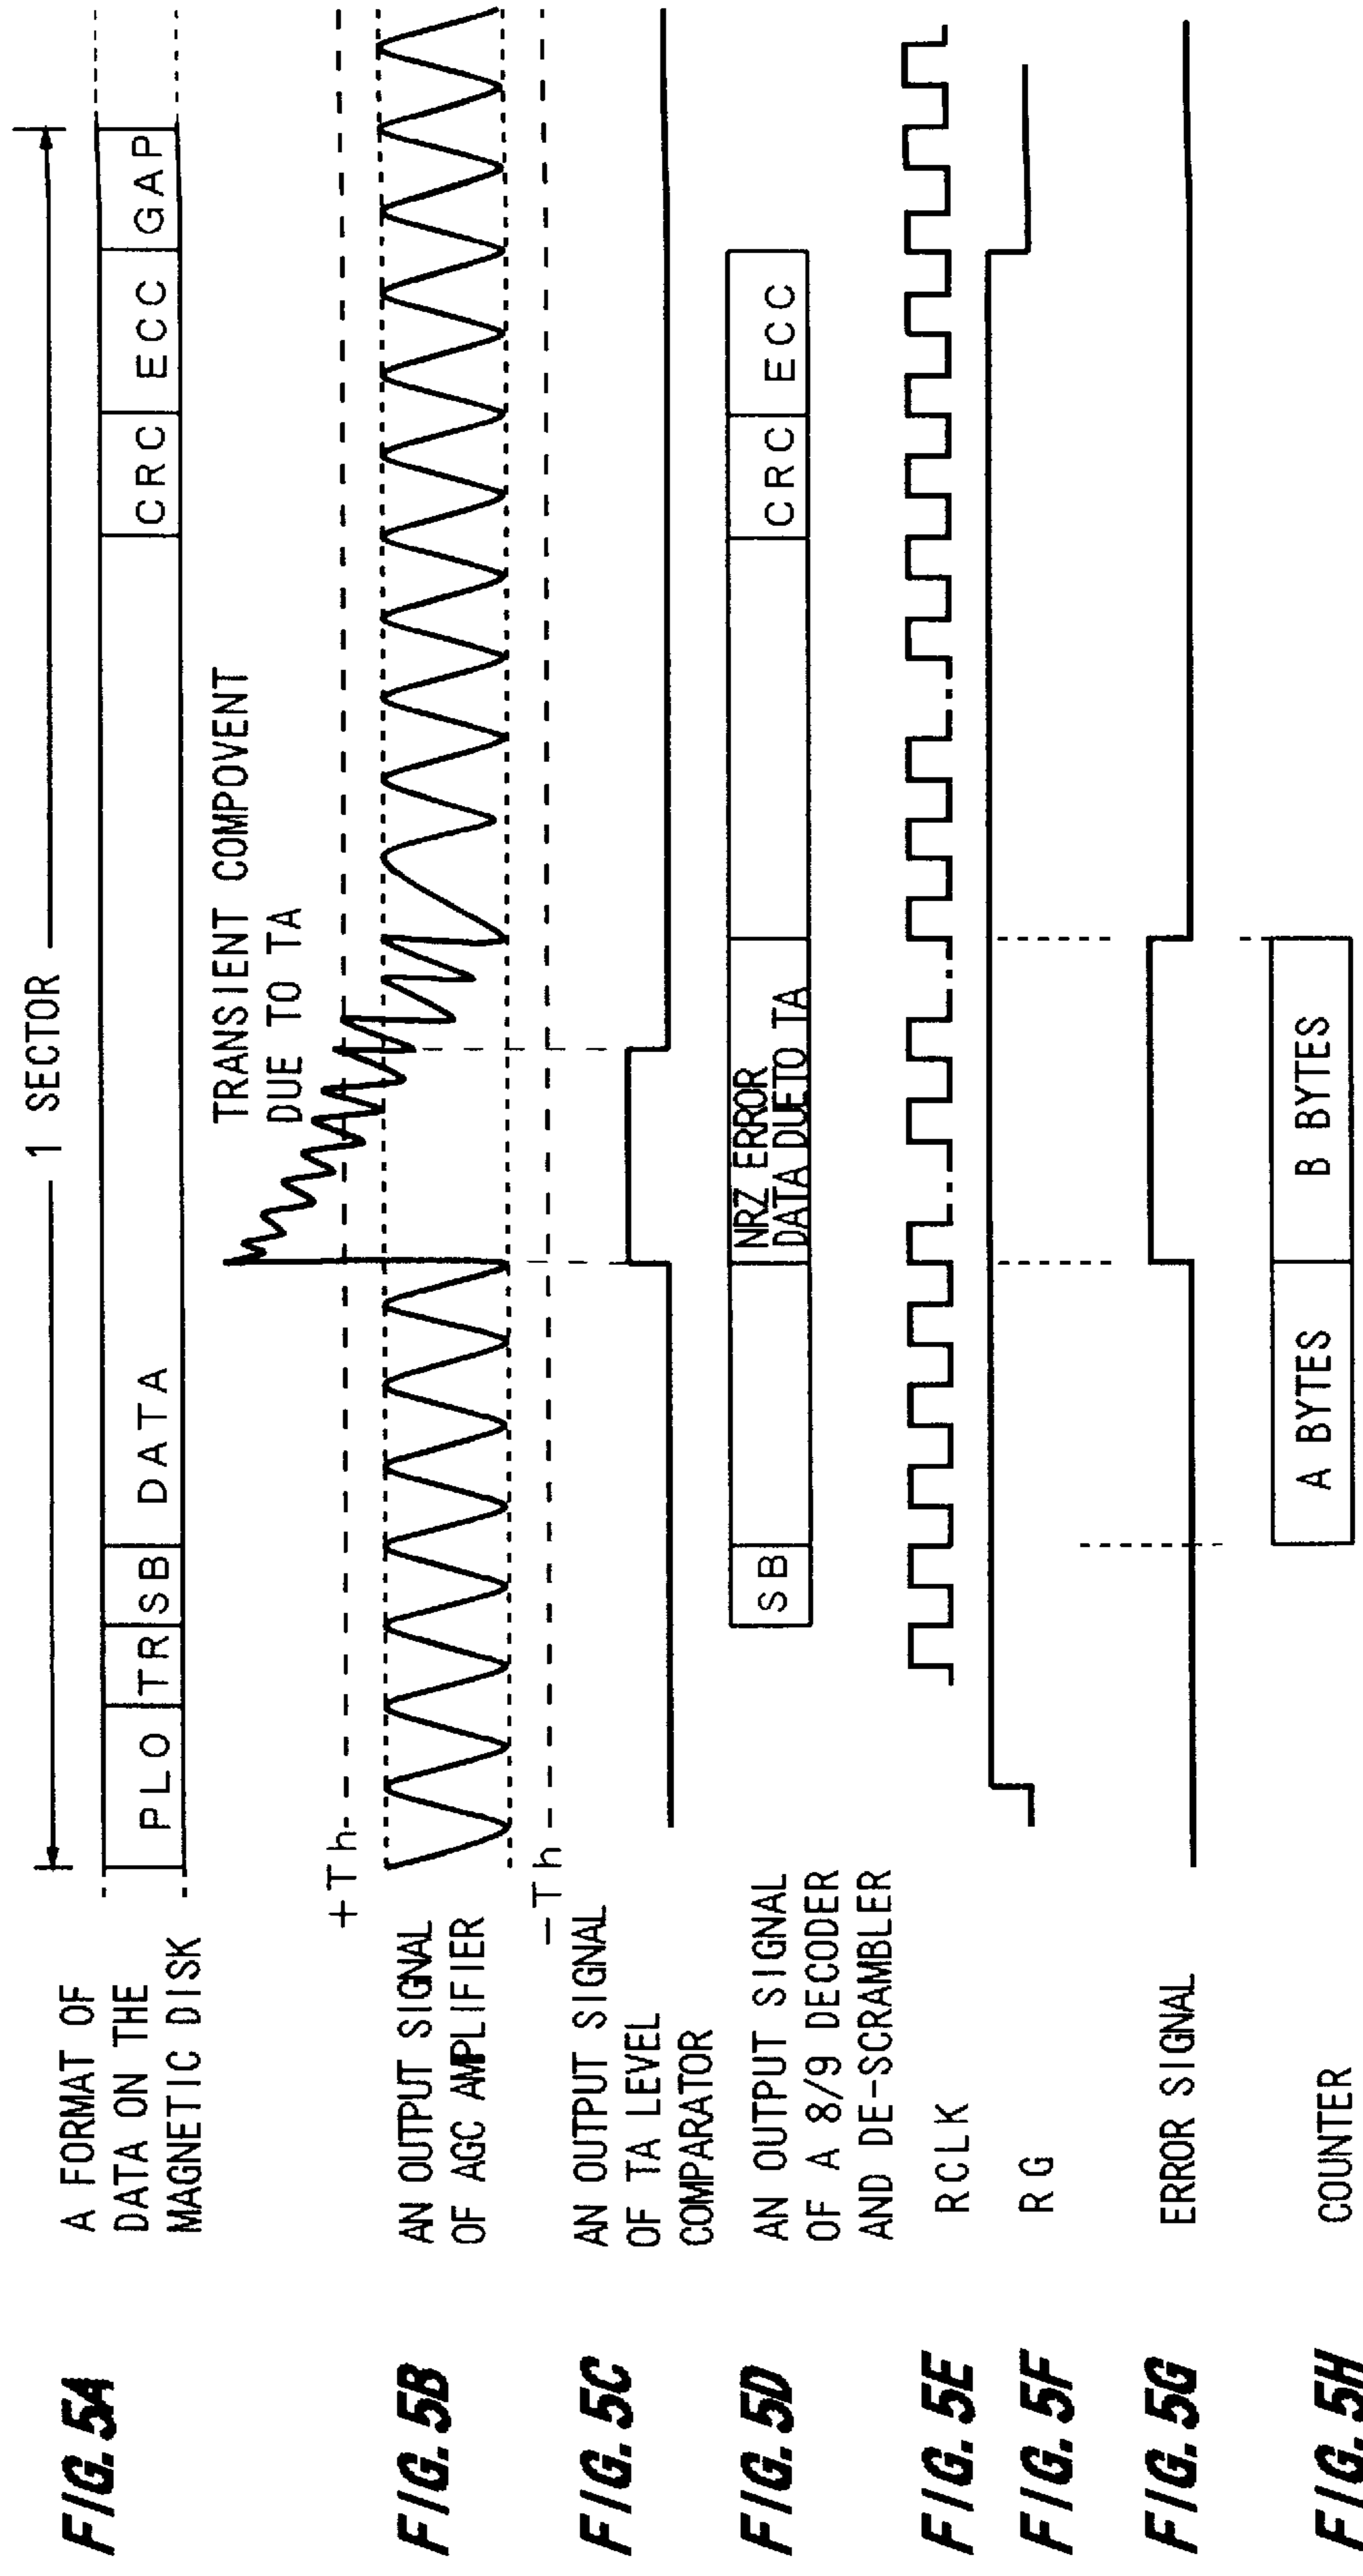 FIG. 5A
A FORMAT OF
DATA ON THE
MAGNETIC DISK
1 SECTOR
PLO TR SB DATA CRC ECC GAP
FIG. 5B
AN OUTPUT SIGNAL
OF AGC AMPLIFIER
+Th
-Th
TRANSIENT COMPOVENT
DUE TO TA
FIG. 5C
AN OUTPUT SIGNAL
OF TA LEVEL
COMPARATOR
FIG. 5D
AN OUTPUT SIGNAL
OF A 8/9 DECODER
AND DE-SCRAMBLER
SB
NRZ ERROR
DATA DUETO TA
CRC ECC
FIG. 5E
RCLK
FIG. 5F
RG
FIG. 5G
ERROR SIGNAL
FIG. 5H
COUNTER
A BYTES B BYTES